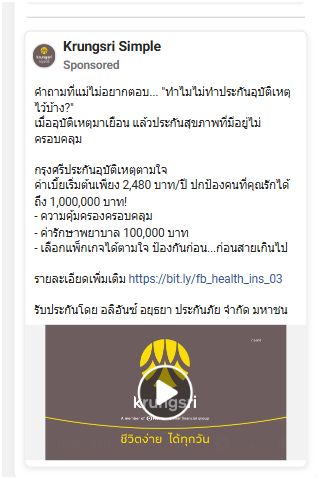 Krungsri Simple
Sponsored
คำถามที่แม่ไม่อยากตอบ... "ทำไมไม่ทำประกันอุบัติเหตุ
ไว้บ้าง?"
เมื่ออุบัติเหตุมาเยือน แล้วประกันสุขภาพที่มีอยู่ไม่
ครอบคลุม
กรุงศรีประกันอุบัติเหตุตามใจ
ค่าเบี้ยเริ่มต้นเพียง 2,480 บาท/ปี ปกป้องคนที่คุณรักได้
ถึง 1,000,000 บาท!
- ความคุ้มครองครอบคลุม
- ค่ารักษาพยาบาล 100,000 บาท
- เลือกแพ็กเกจได้ตามใจ ป้องกันก่อน...ก่อนสายเกินไป
รายละเอียดเพิ่มเติม https://bit.ly/fb_health_ins_03
รับประกันโดย อลิอันซ์ อยุธยา ประกันภัย จำกัด มหาชน
krungsri
A member of MUFG a global financial group
ชีวิตง่าย ได้ทุกวัน